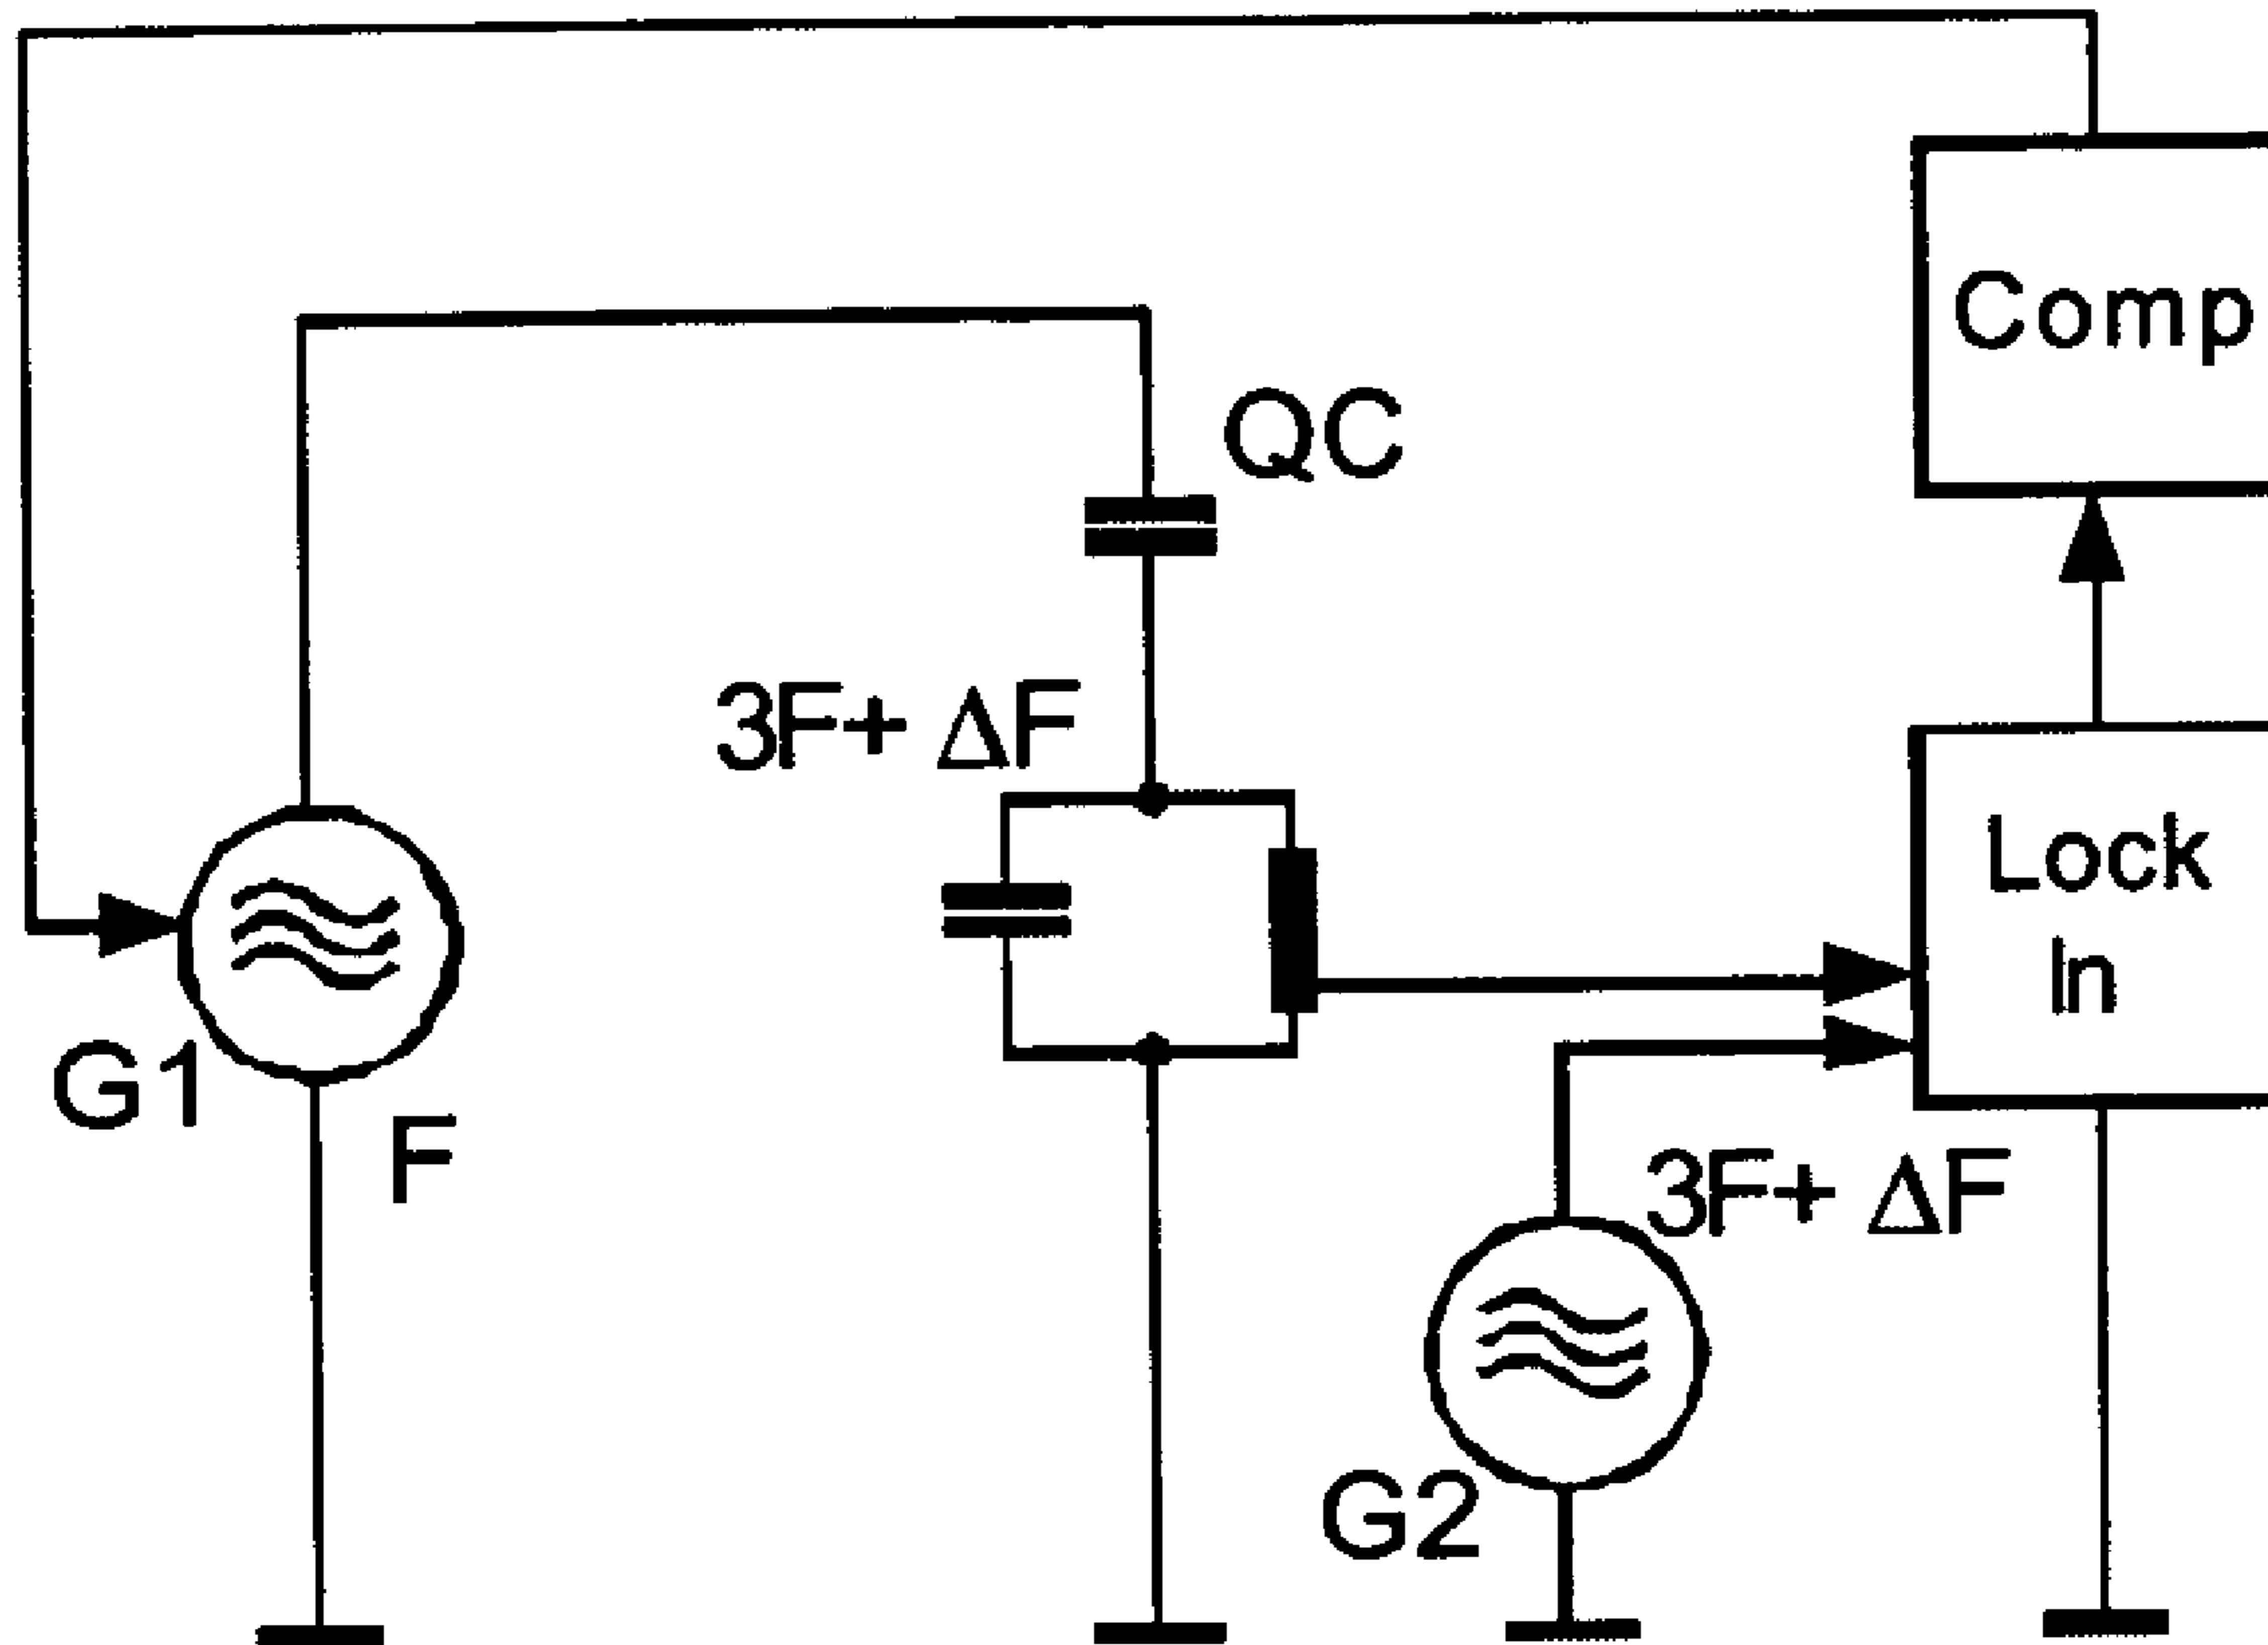 Comp
QC
3F+ ΔF
Lock
In
G1
F
3F+ ΔF
G2